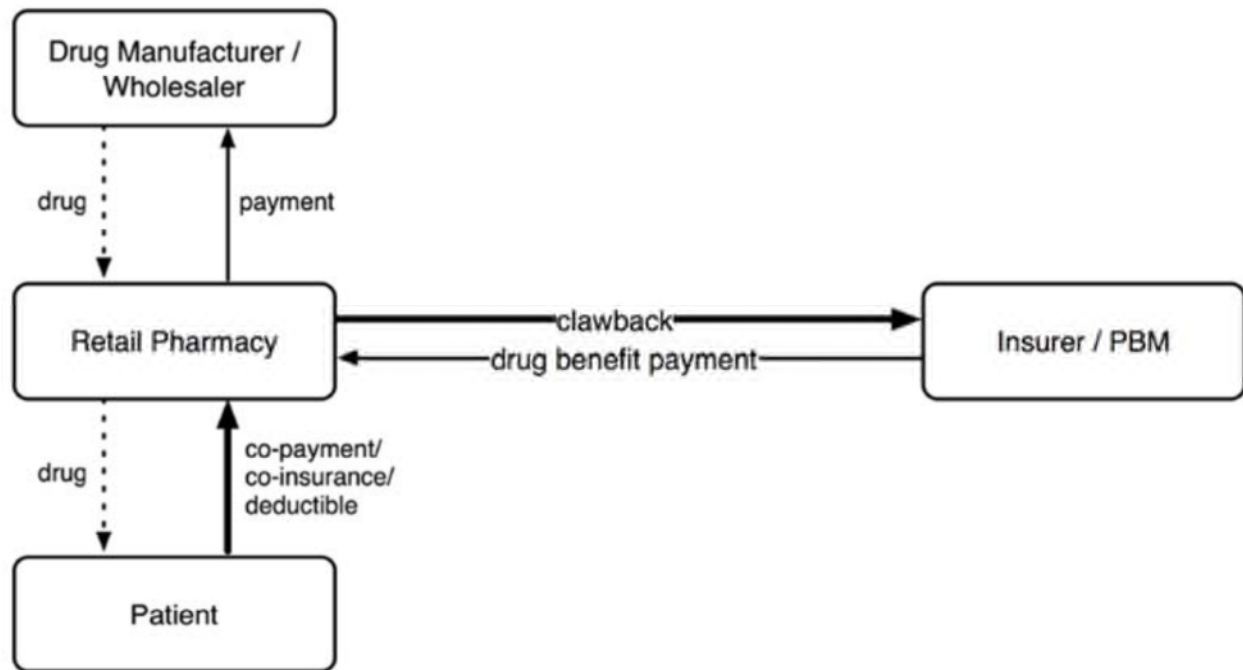 Drug Manufacturer /
Wholesaler
drug
payment
Retail Pharmacy
clawback
drug benefit payment
Insurer / PBM
drug
co-payment/
co-insurance/
deductible
Patient